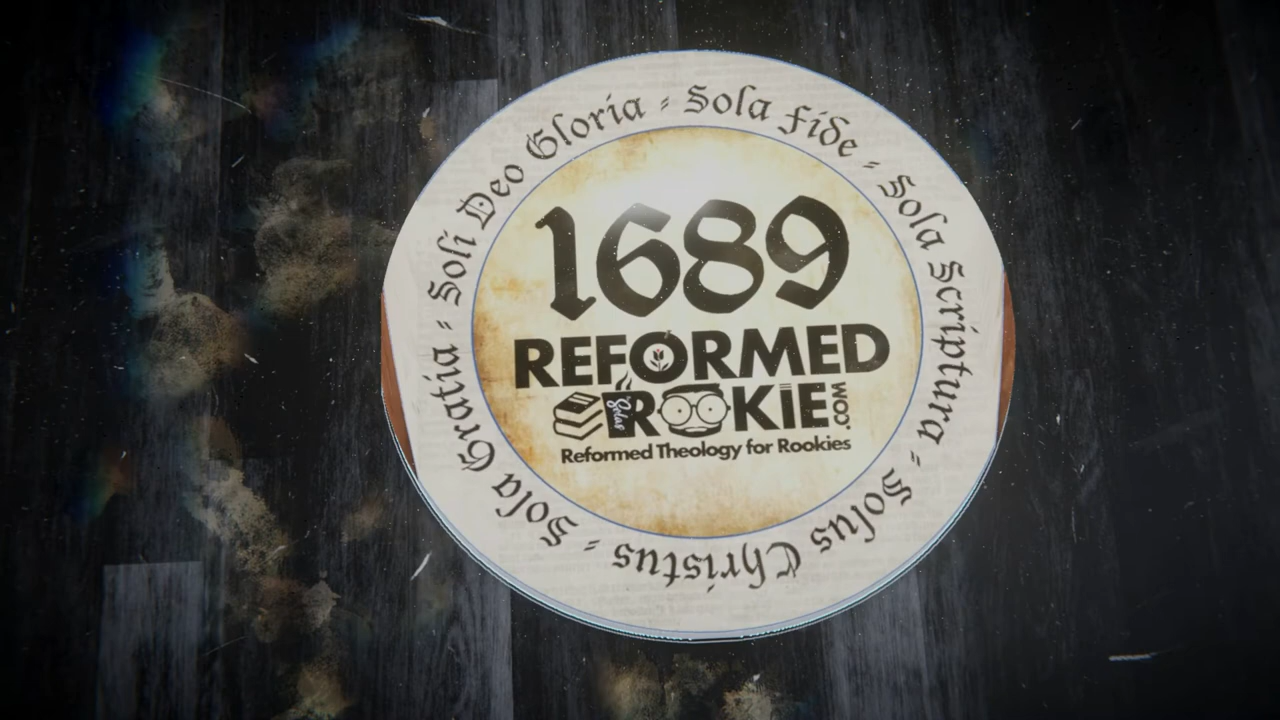 Soli Deo Gloria - Sola Fide - Sola Scriptura - Solus Christus - Sola Gratia -
1689
REFORMED
Solas
ROOKIE
.COM
Reformed Theology for Rookies